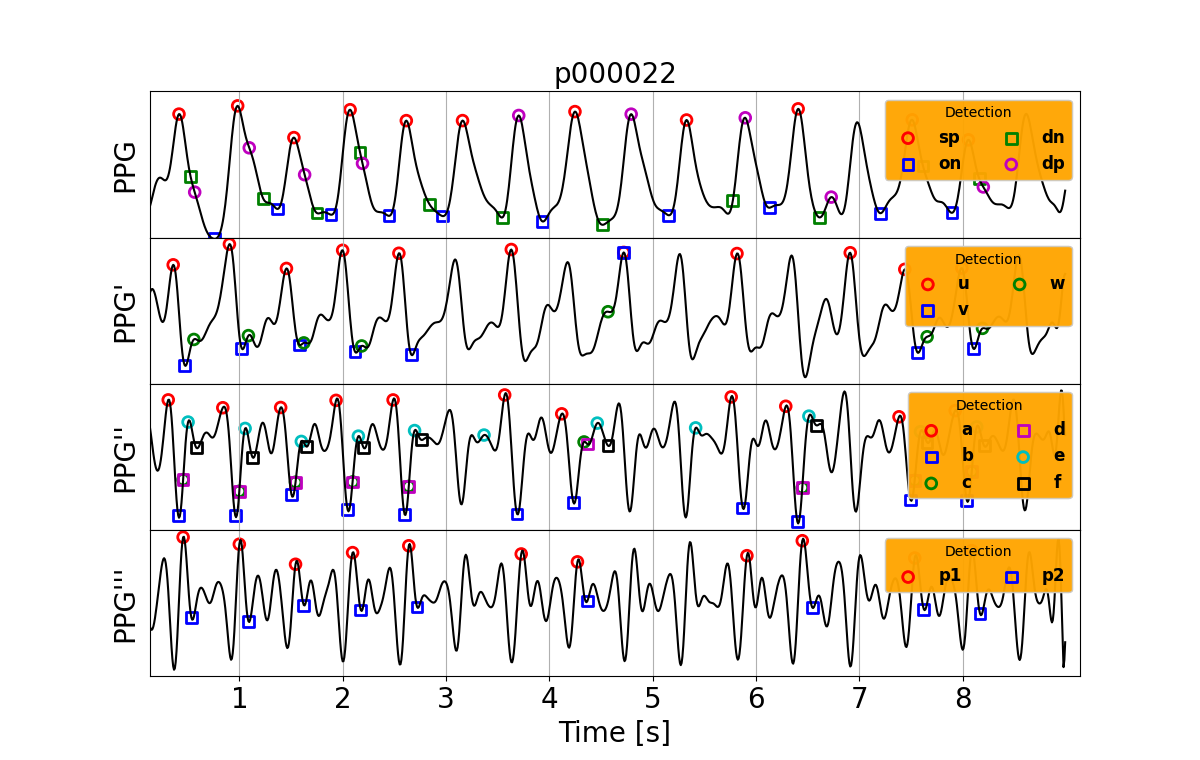 p000022
PPG
Detection
sp dn
on dp
PPG'
Detection
u w
v
PPG''
Detection
a d
b e
c f
PPG'''
Detection
p1 p2
1 2 3 4 5 6 7 8
Time [s]